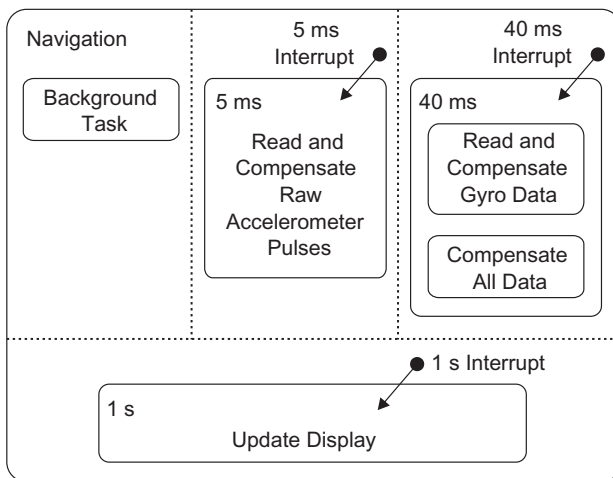 Navigation
Background
Task
5 ms
Interrupt
5 ms
Read and
Compensate
Raw
Accelerometer
Pulses
40 ms
Interrupt
40 ms
Read and
Compensate
Gyro Data
Compensate
All Data
1 s Interrupt
1 s
Update Display